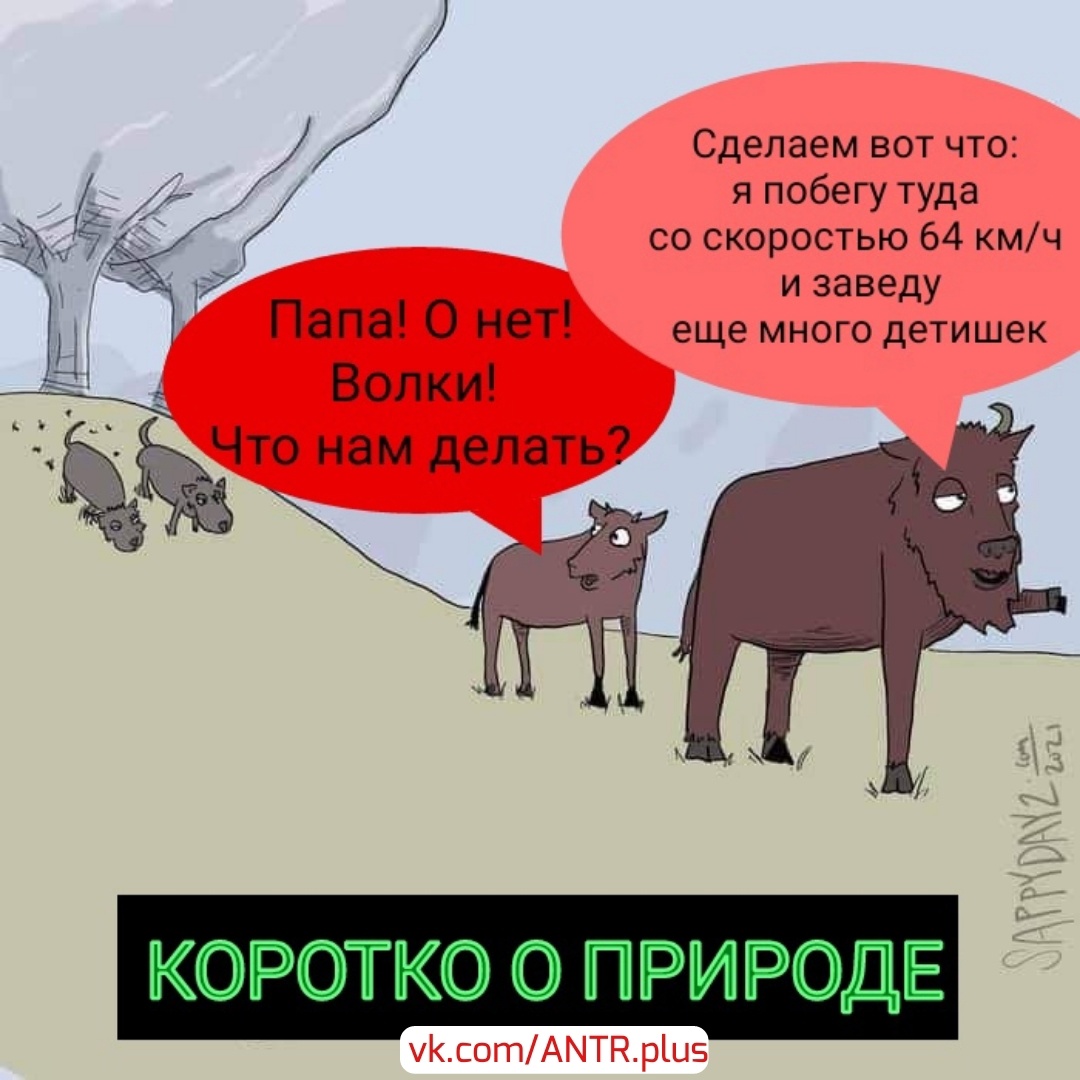 Сделаем вот что:
я побегу туда
со скоростью 64 км/ч
и заведу
еще много детишек
Папа! О нет!
Волки!
Что нам делать?
SAPPYDAYZ.com
2021
КОРОТКО О ПРИРОДЕ
vk.com/ANTR.plus